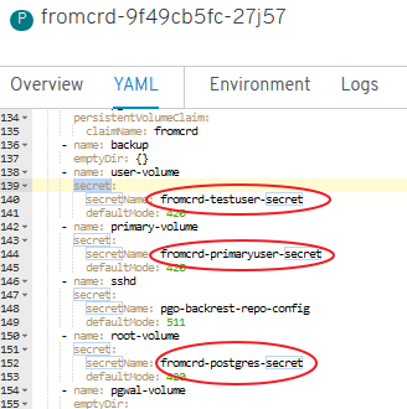 P fromcrd-9f49cb5fc-27j57
Overview YAML Environment Logs
134 persistentVolumeClaim:
135 claimName: fromcrd
136 - name: backup
137 emptyDir: {}
138 - name: user-volume
139 secret:
140 secretName: fromcrd-testuser-secret
141 defaultMode: 420
142 - name: primary-volume
143 secret:
144 secretName: fromcrd-primaryuser-secret
145 defaultMode: 420
146 - name: sshd
147 secret:
148 secretName: pgo-backrest-repo-config
149 defaultMode: 511
150 - name: root-volume
151 secret:
152 secretName: fromcrd-postgres-secret
153 defaultMode: 420
154 - name: pgwal-volume
155 emptyDir: